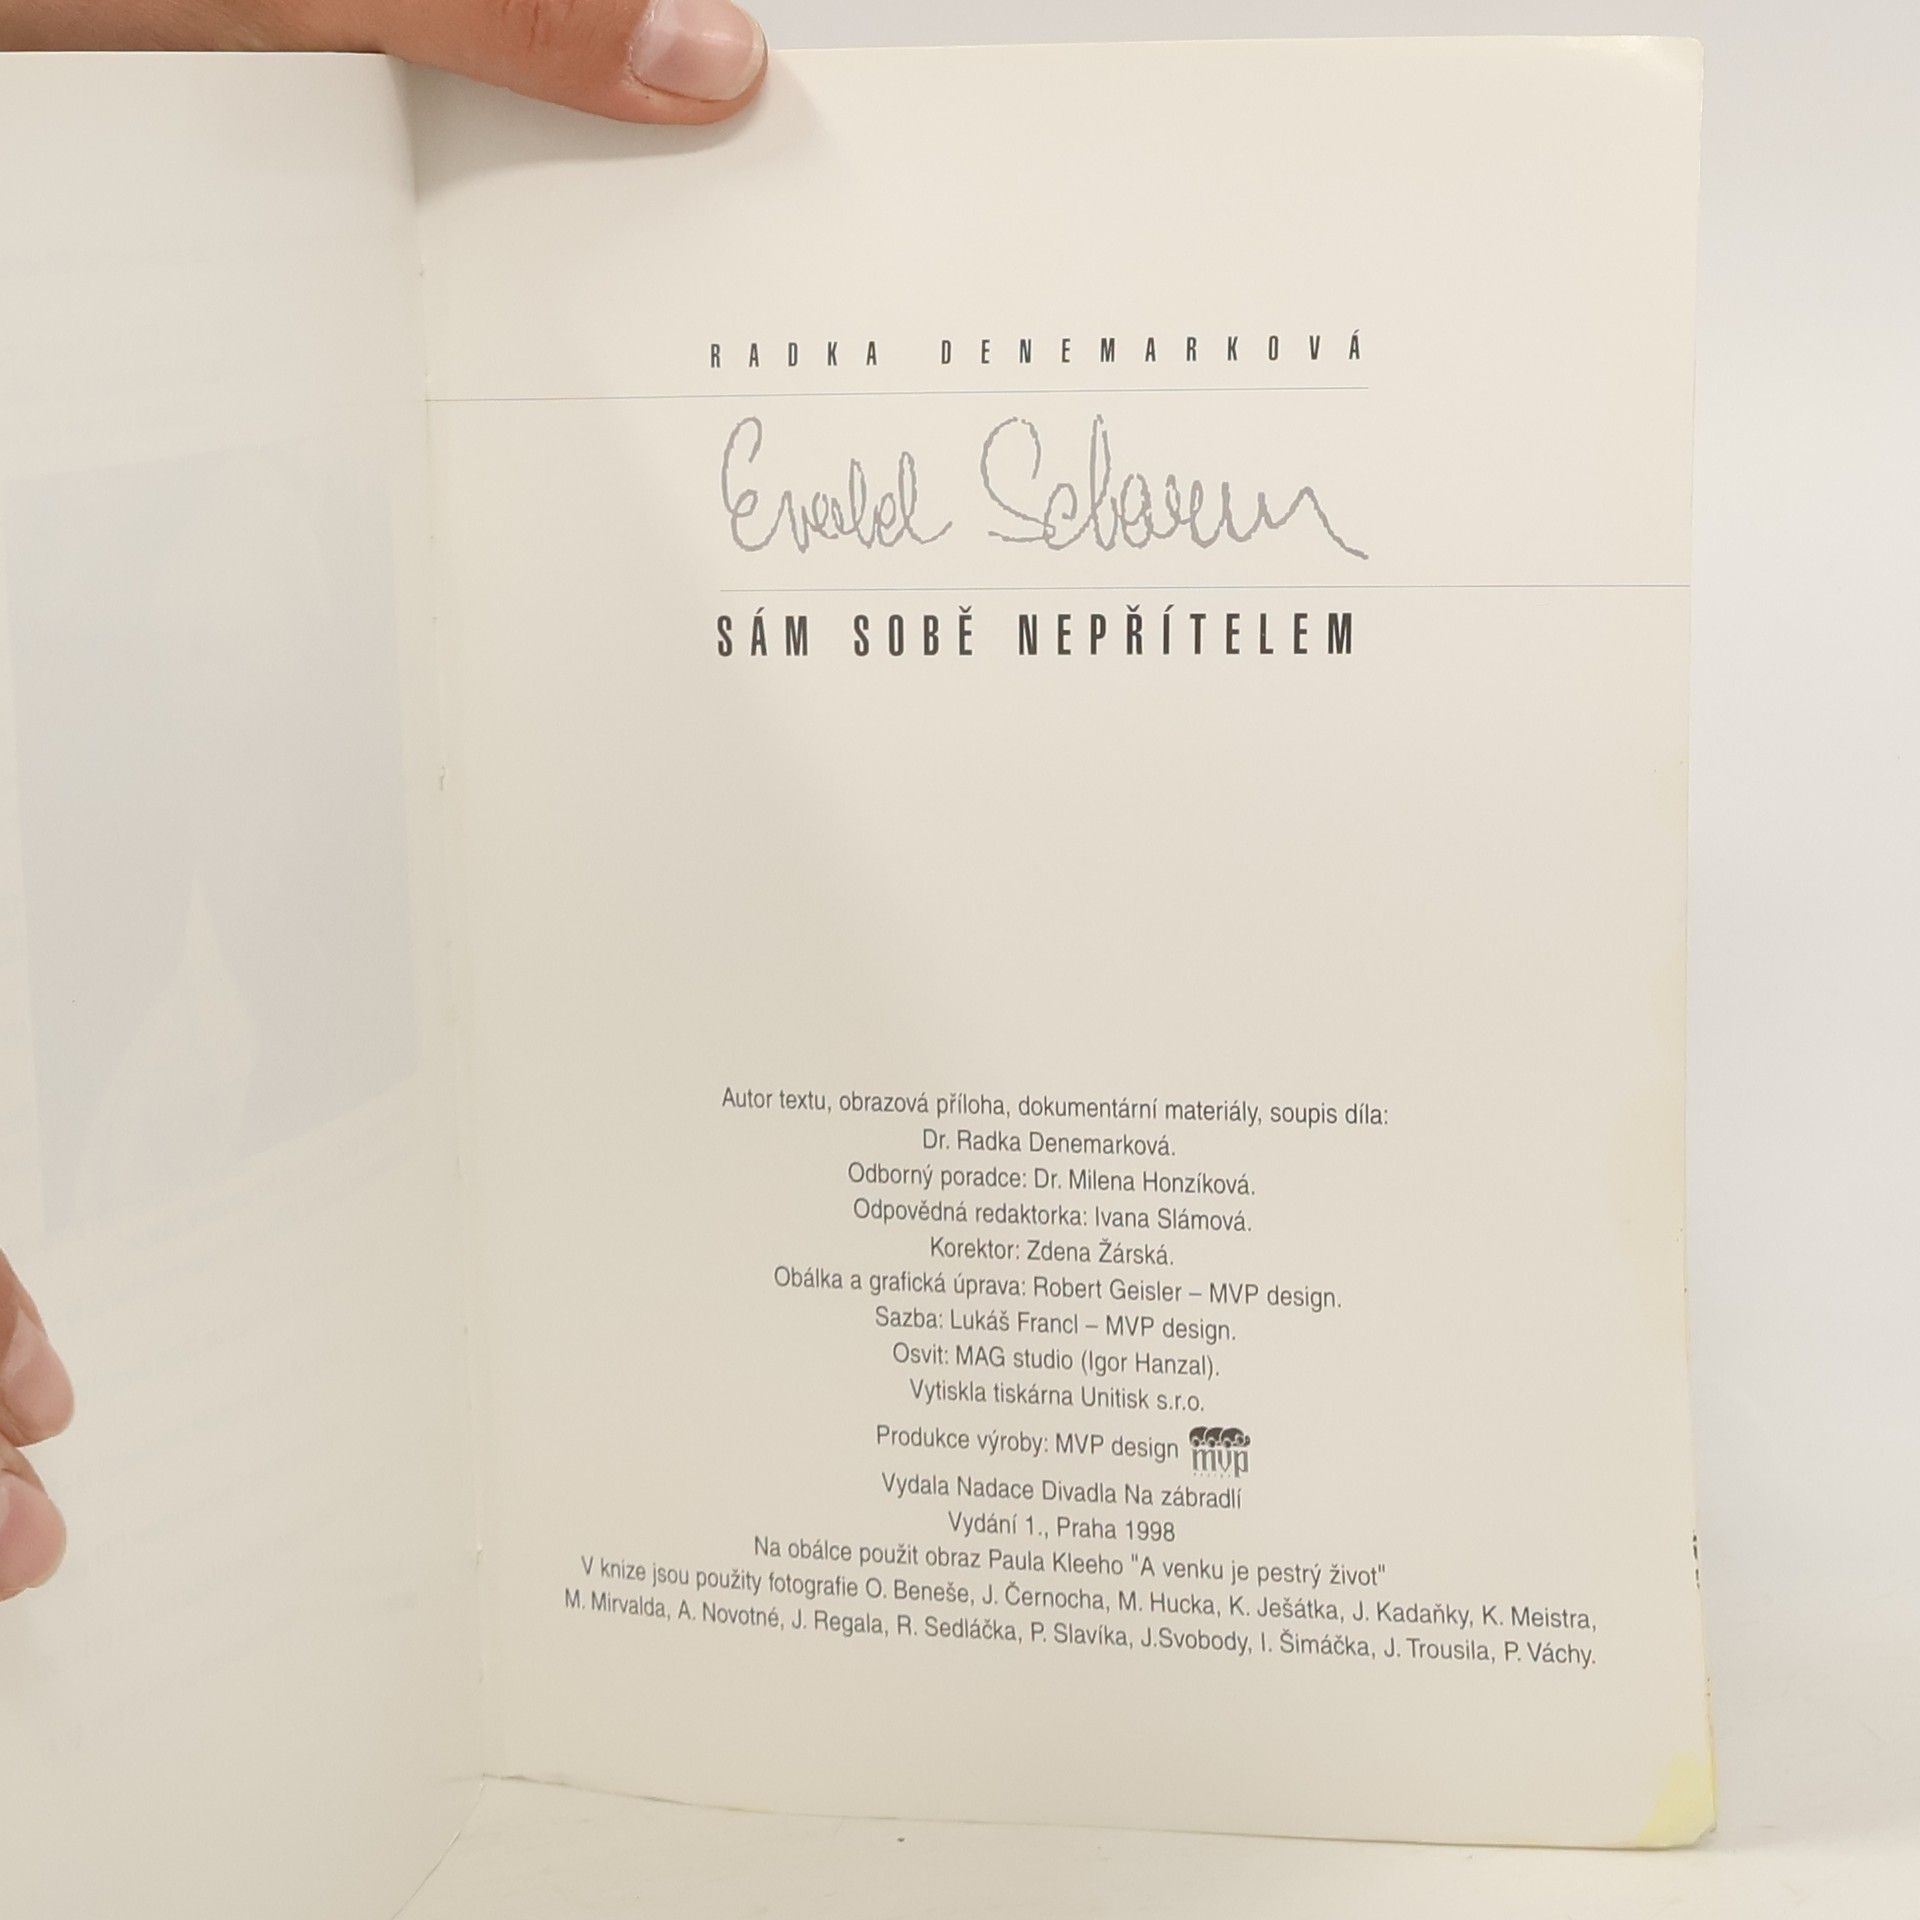 RADKA DENEMARKOVÁ
Evald Schorm
SÁM SOBĚ NEPŘÍTELEM
Autor textu, obrazová příloha, dokumentární materiály, soupis díla:
Dr. Radka Denemarková.
Odborný poradce: Dr. Milena Honzíková.
Odpovědná redaktorka: Ivana Slámová.
Korektor: Zdena Žárská.
Obálka a grafická úprava: Robert Geisler – MVP design.
Sazba: Lukáš Francl – MVP design.
Osvit: MAG studio (Igor Hanzal).
Vytiskla tiskárna Unitisk s.r.o.
Produkce výroby: MVP design mvp
Vydala Nadace Divadla Na zábradlí
Vydání 1., Praha 1998
Na obálce použit obraz Paula Kleeho "A venku je pestrý život"
V knize jsou použity fotografie O. Beneše, J. Černocha, M. Hucka, K. Ješátka, J. Kadaňky, K. Meistra,
M. Mirvalda, A. Novotné, J. Regala, R. Sedláčka, P. Slavíka, J.Svobody, I. Šimáčka, J. Trousila, P. Váchy.